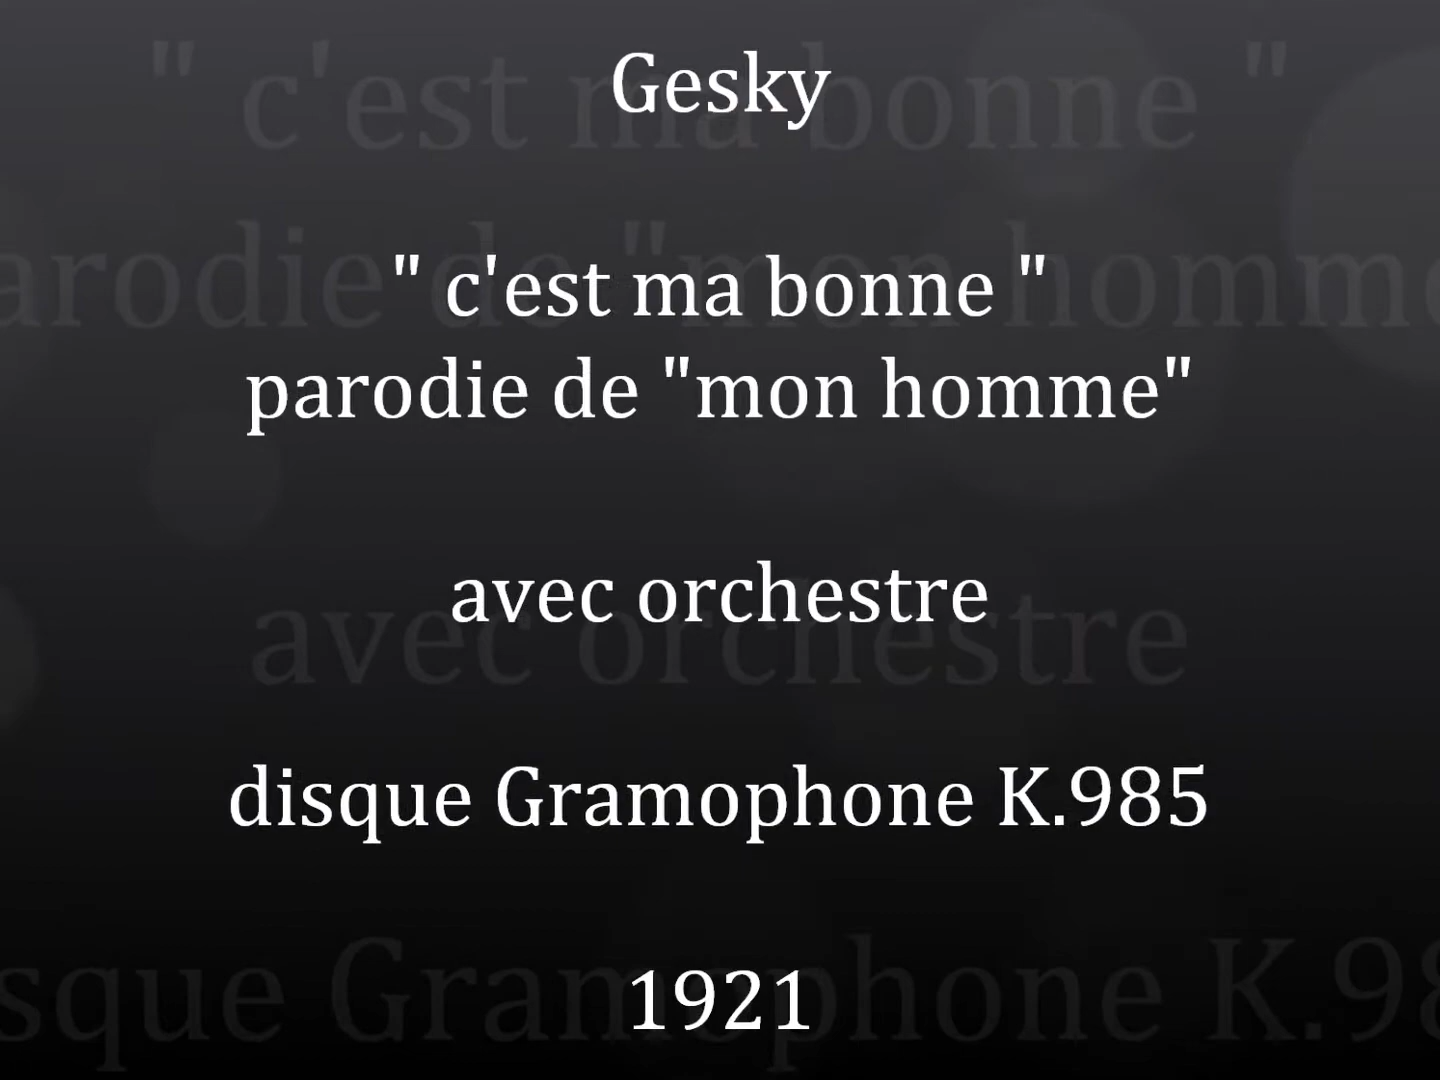 Gesky
" c'est ma bonne "
parodie de "mon homme"
avec orchestre
disque Gramophone K.985
1921